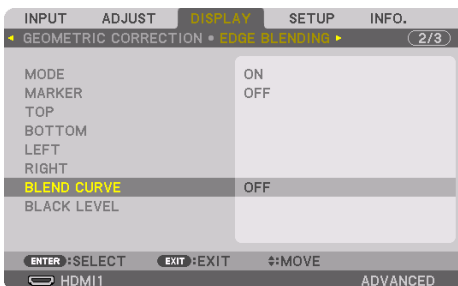 INPUT ADJUST DISPLAY SETUP INFO.
GEOMETRIC CORRECTION • EDGE BLENDING 2/3
MODE ON
MARKER OFF
TOP
BOTTOM
LEFT
RIGHT
BLEND CURVE OFF
BLACK LEVEL
ENTER :SELECT EXIT :EXIT :MOVE
HDMI1 ADVANCED